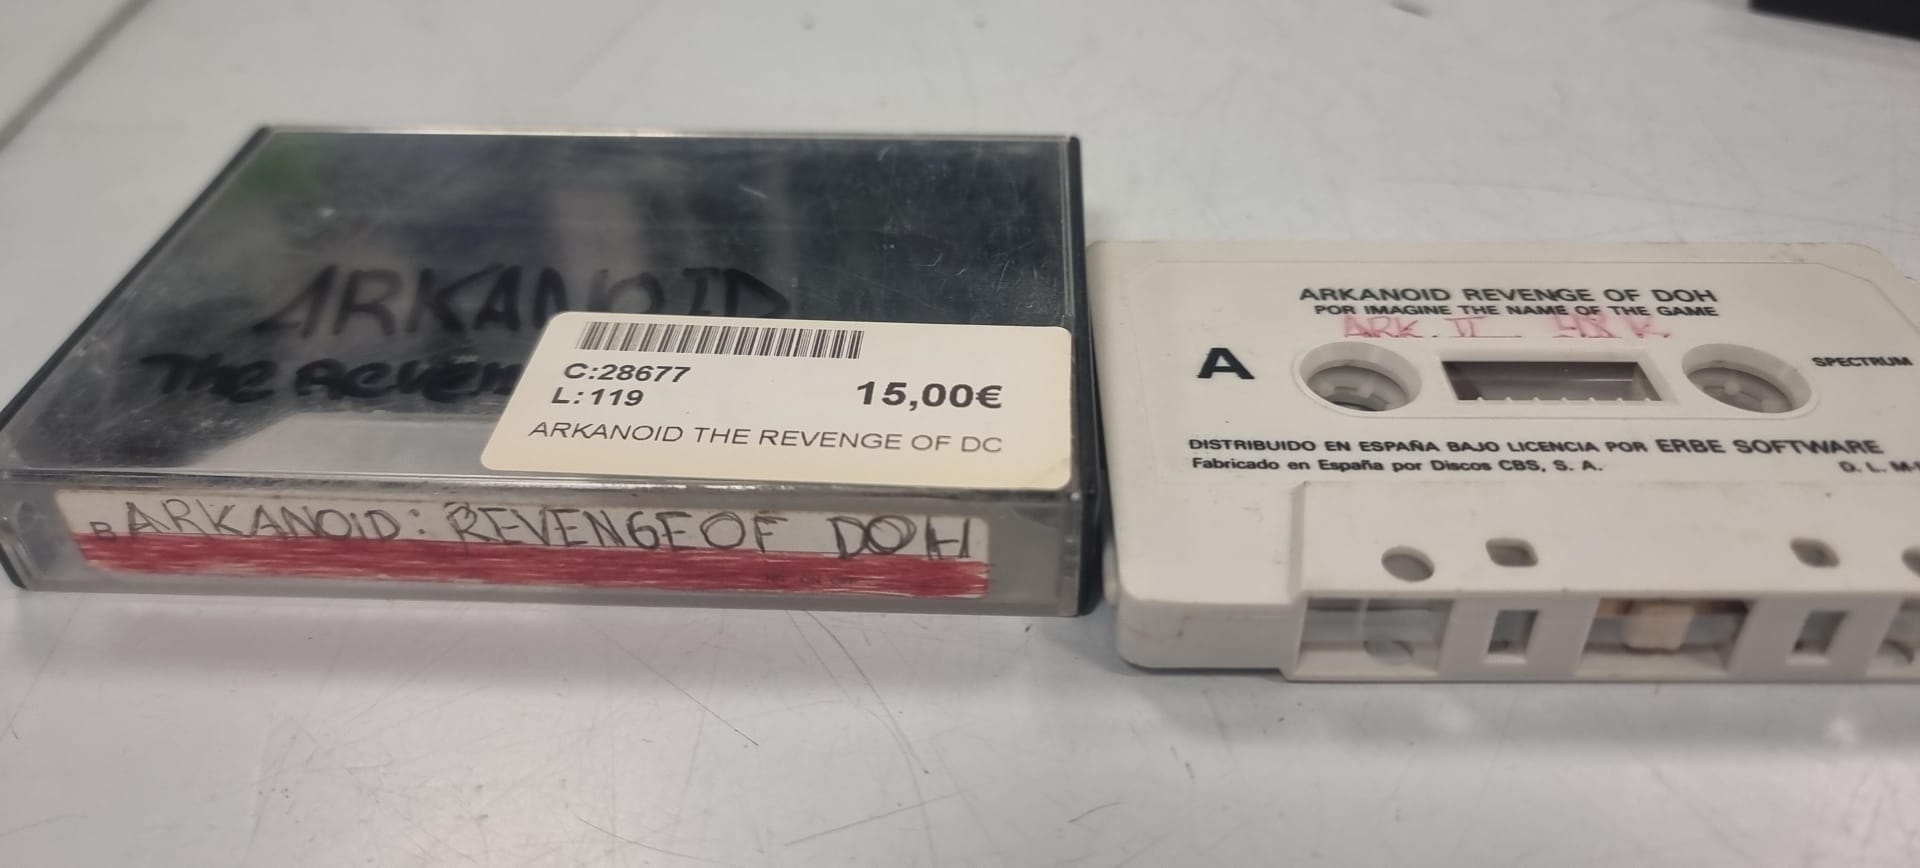 ARKANOID
The Reven
C:28677
L:119
15,00€
ARKANOID THE REVENGE OF DC
B ARKANOID: REVENGE OF DOH
ARKANOID REVENGE OF DOH
POR IMAGINE THE NAME OF THE GAME
ARK. II 48 K.
A
SPECTRUM
DISTRIBUIDO EN ESPAÑA BAJO LICENCIA POR ERBE SOFTWARE
Fabricado en España por Discos CBS, S. A.
D. L. M-